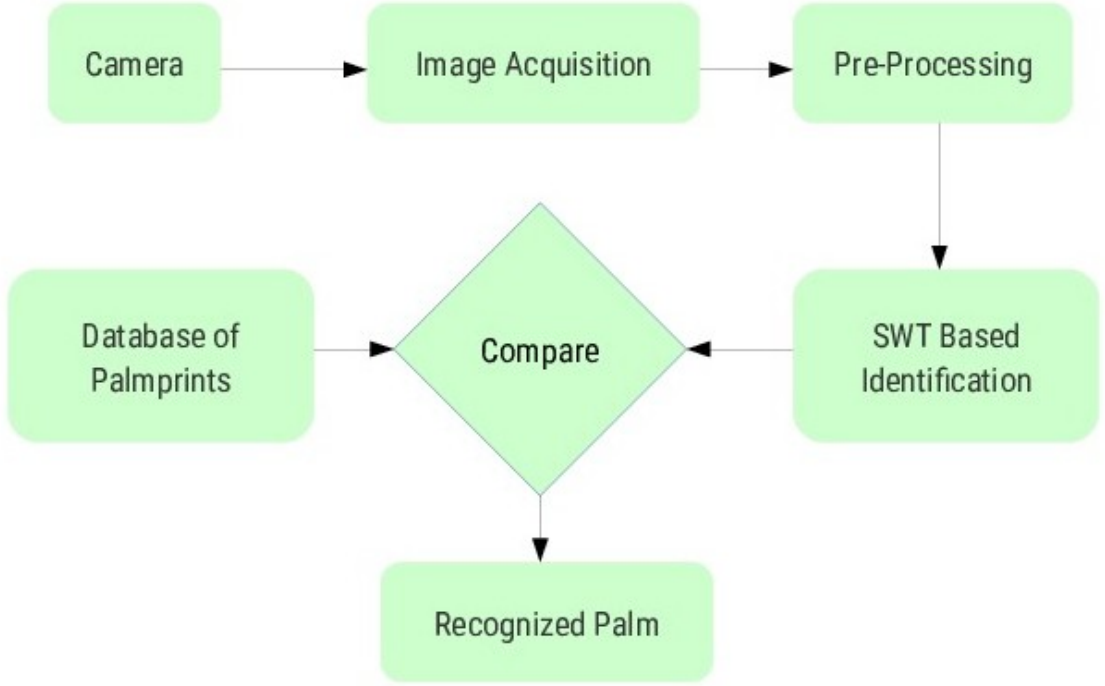 Camera
Image Acquisition
Pre-Processing
Database of
Palmprints
Compare
SWT Based
Identification
Recognized Palm